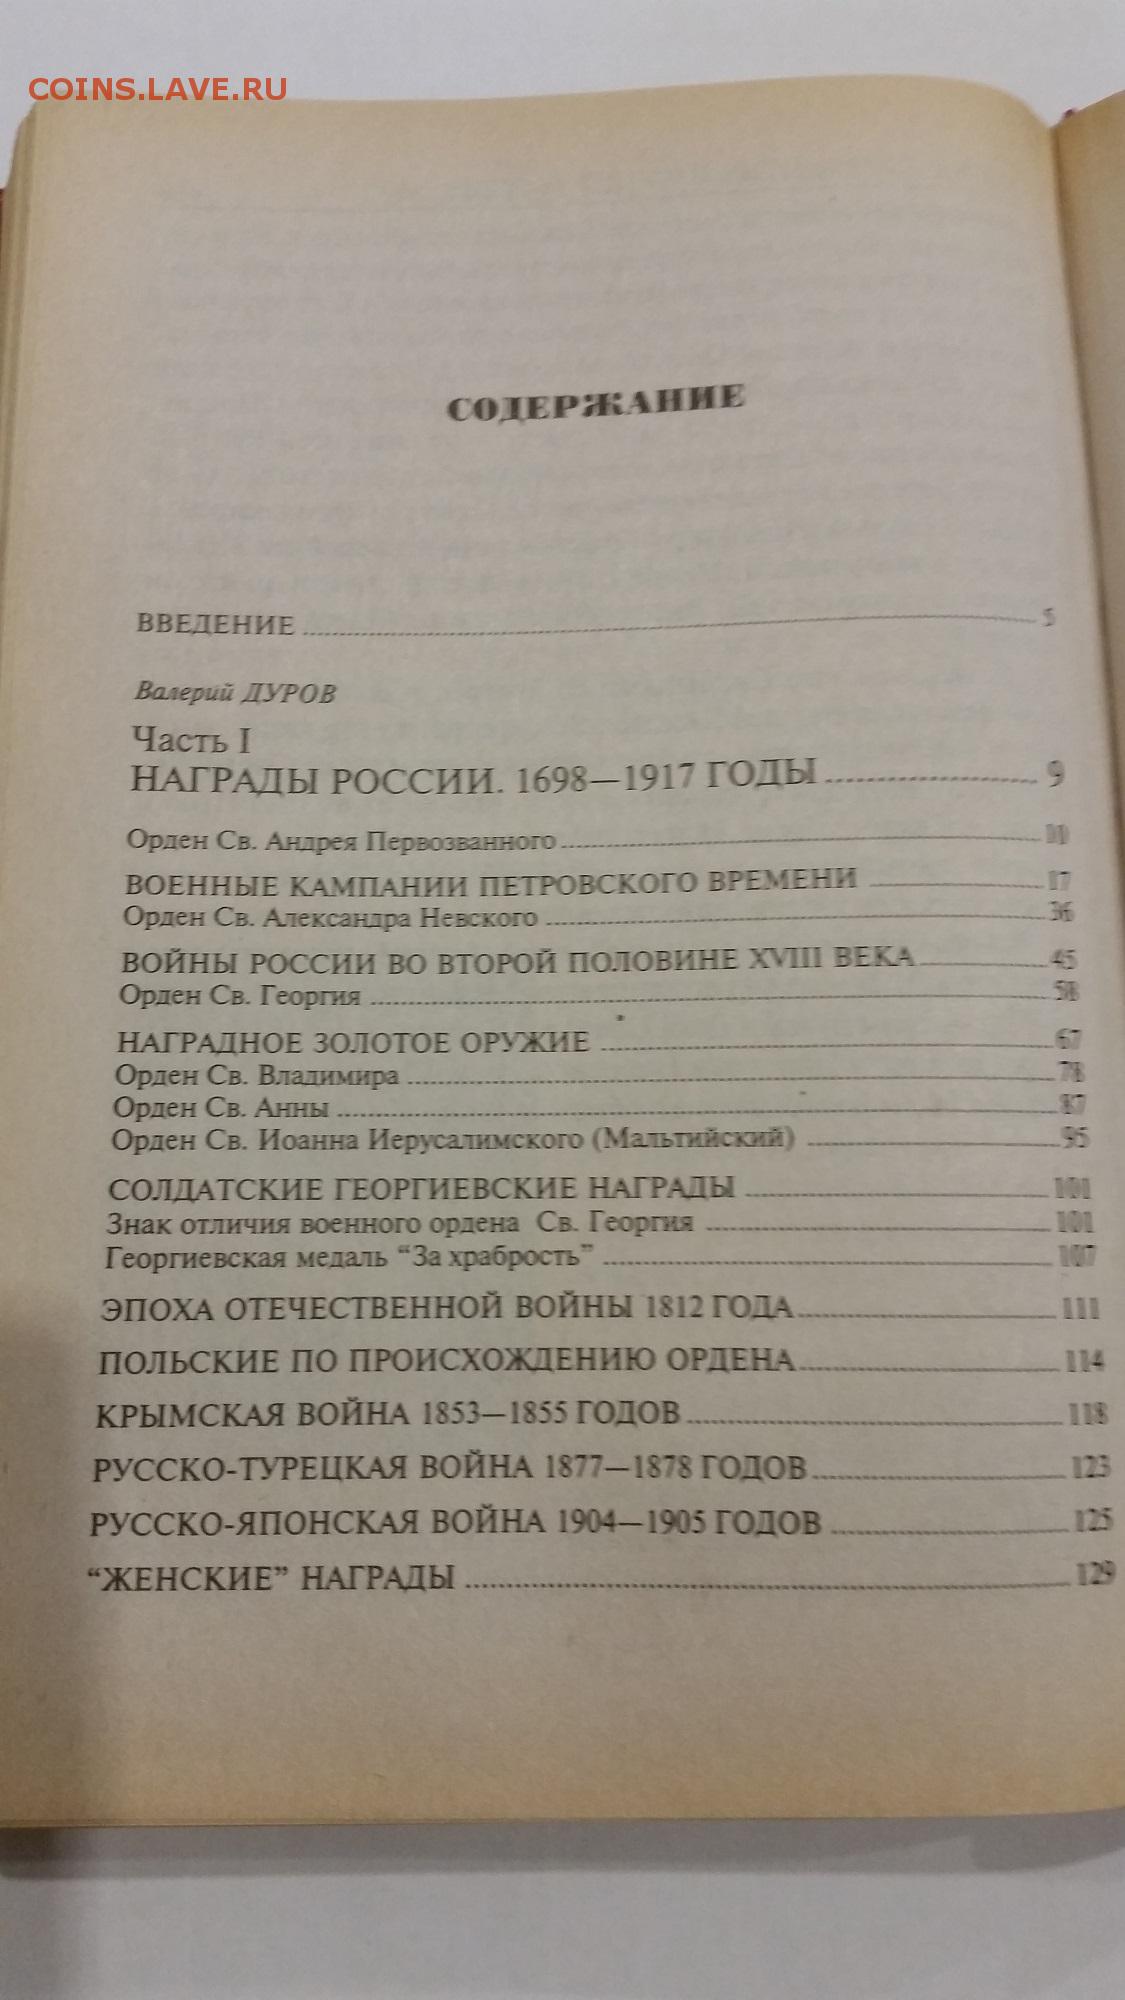 COINS.LAVE.RU
СОДЕРЖАНИЕ
ВВЕДЕНИЕ 5
Валерий ДУРОВ
Часть I
НАГРАДЫ РОССИИ. 1698—1917 ГОДЫ 9
Орден Св. Андрея Первозванного
ВОЕННЫЕ КАМПАНИИ ПЕТРОВСКОГО ВРЕМЕНИ 17
Орден Св. Александра Невского 36
ВОЙНЫ РОССИИ ВО ВТОРОЙ ПОЛОВИНЕ XVIII ВЕКА 45
Орден Св. Георгия 58
НАГРАДНОЕ ЗОЛОТОЕ ОРУЖИЕ 67
Орден Св. Владимира 78
Орден Св. Анны 87
Орден Св. Иоанна Иерусалимского (Мальтийский) 95
СОЛДАТСКИЕ ГЕОРГИЕВСКИЕ НАГРАДЫ 101
Знак отличия военного ордена Св. Георгия 101
Георгиевская медаль “За храбрость” 107
ЭПОХА ОТЕЧЕСТВЕННОЙ ВОЙНЫ 1812 ГОДА 111
ПОЛЬСКИЕ ПО ПРОИСХОЖДЕНИЮ ОРДЕНА 114
КРЫМСКАЯ ВОЙНА 1853—1855 ГОДОВ 118
РУССКО-ТУРЕЦКАЯ ВОЙНА 1877—1878 ГОДОВ 123
РУССКО-ЯПОНСКАЯ ВОЙНА 1904—1905 ГОДОВ 125
“ЖЕНСКИЕ” НАГРАДЫ 129